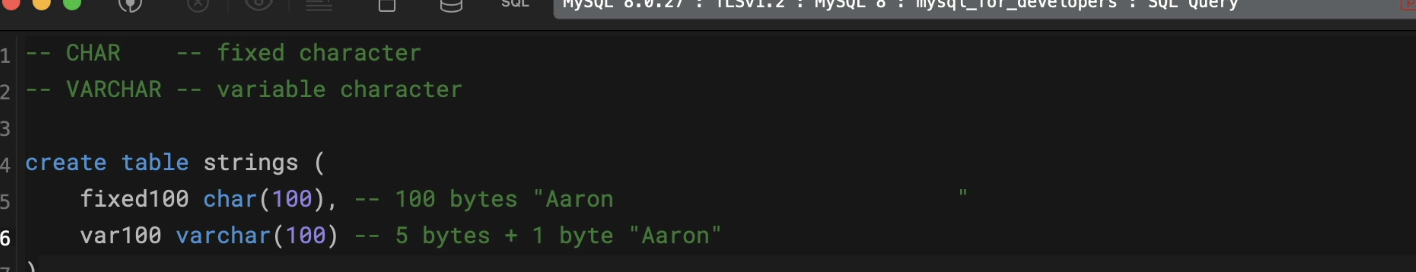 SQL MySQL 8.0.27 : TLSv1.2 : MySQL 8 : mysql_for_developers : SQL Query
1 -- CHAR    -- fixed character
2 -- VARCHAR -- variable character
3
4 create table strings (
5     fixed100 char(100), -- 100 bytes "Aaron                         "
6     var100 varchar(100) -- 5 bytes + 1 byte "Aaron"
7 )